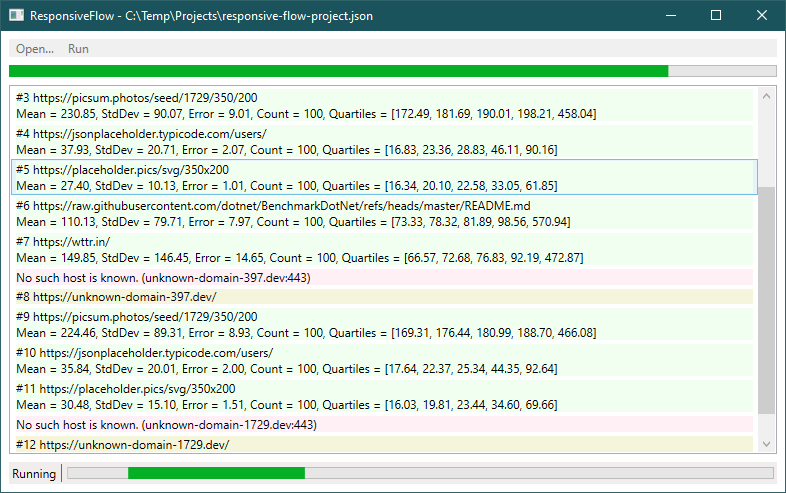 ResponsiveFlow - C:\Temp\Projects\responsive-flow-project.json
Open... Run
#3 https://picsum.photos/seed/1729/350/200
Mean = 230.85, StdDev = 90.07, Error = 9.01, Count = 100, Quartiles = [172.49, 181.69, 190.01, 198.21, 458.04]
#4 https://jsonplaceholder.typicode.com/users/
Mean = 37.93, StdDev = 20.71, Error = 2.07, Count = 100, Quartiles = [16.83, 23.36, 28.83, 46.11, 90.16]
#5 https://placeholder.pics/svg/350x200
Mean = 27.40, StdDev = 10.13, Error = 1.01, Count = 100, Quartiles = [16.34, 20.10, 22.58, 33.05, 61.85]
#6 https://raw.githubusercontent.com/dotnet/BenchmarkDotNet/refs/heads/master/README.md
Mean = 110.13, StdDev = 79.71, Error = 7.97, Count = 100, Quartiles = [73.33, 78.32, 81.89, 98.56, 570.94]
#7 https://wttr.in/
Mean = 149.85, StdDev = 146.45, Error = 14.65, Count = 100, Quartiles = [66.57, 72.68, 76.83, 92.19, 472.87]
No such host is known. (unknown-domain-397.dev:443)
#8 https://unknown-domain-397.dev/
#9 https://picsum.photos/seed/1729/350/200
Mean = 224.46, StdDev = 89.31, Error = 8.93, Count = 100, Quartiles = [169.31, 176.44, 180.99, 188.70, 466.08]
#10 https://jsonplaceholder.typicode.com/users/
Mean = 35.84, StdDev = 20.01, Error = 2.00, Count = 100, Quartiles = [17.64, 22.37, 25.34, 44.35, 92.64]
#11 https://placeholder.pics/svg/350x200
Mean = 30.48, StdDev = 15.10, Error = 1.51, Count = 100, Quartiles = [16.03, 19.81, 23.44, 34.60, 69.66]
No such host is known. (unknown-domain-1729.dev:443)
#12 https://unknown-domain-1729.dev/
Running